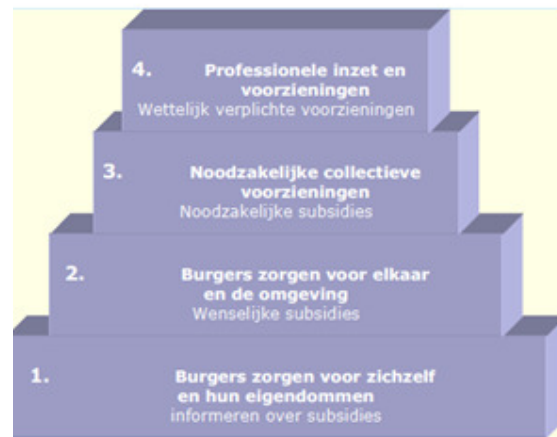 4. Professionele inzet en
voorzieningen
Wettelijk verplichte voorzieningen
3. Noodzakelijke collectieve
voorzieningen
Noodzakelijke subsidies
2. Burgers zorgen voor elkaar
en de omgeving
Wenselijke subsidies
1. Burgers zorgen voor zichzelf
en hun eigendommen
informeren over subsidies